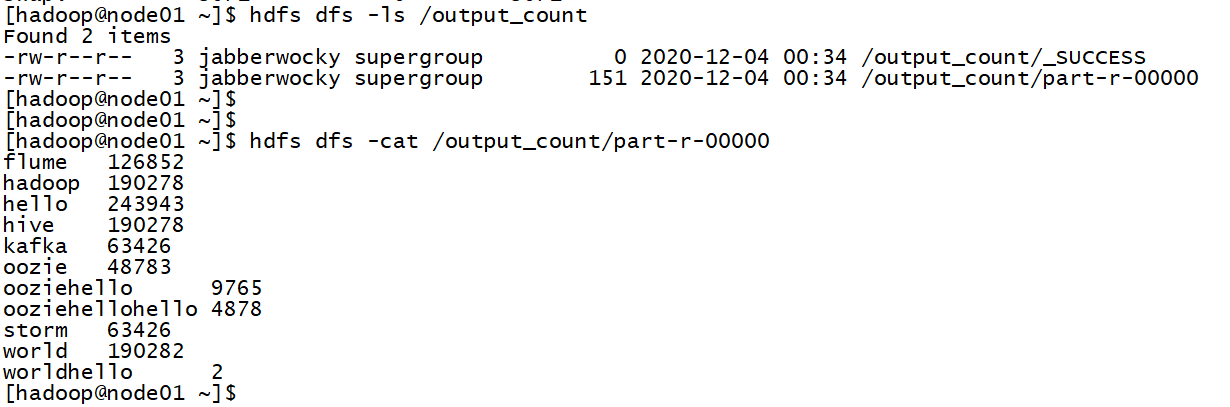 [hadoop@node01 ~]$ hdfs dfs -ls /output_count
Found 2 items
-rw-r--r--   3 jabberwocky supergroup          0 2020-12-04 00:34 /output_count/_SUCCESS
-rw-r--r--   3 jabberwocky supergroup        151 2020-12-04 00:34 /output_count/part-r-00000
[hadoop@node01 ~]$
[hadoop@node01 ~]$
[hadoop@node01 ~]$ hdfs dfs -cat /output_count/part-r-00000
flume   126852
hadoop  190278
hello   243943
hive    190278
kafka   63426
oozie   48783
ooziehello      9765
ooziehellohello 4878
storm   63426
world   190282
worldhello      2
[hadoop@node01 ~]$